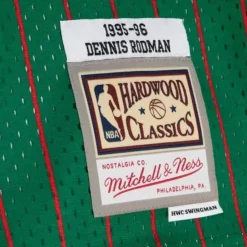 1995-96
DENNIS RODMAN
HARDWOOD
NBA
CLASSICS
NOSTALGIA CO.
Mitchell & Ness
PHILADELPHIA, PA.
HWC SWINGMAN